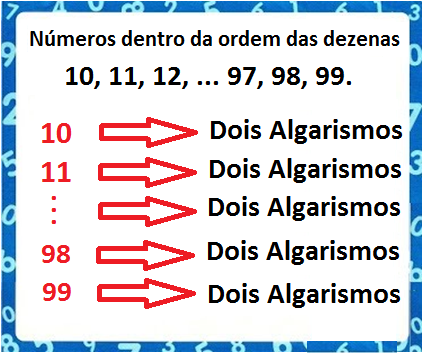 Números dentro da ordem das dezenas
10, 11, 12, ... 97, 98, 99.
10 Dois Algarismos
11 Dois Algarismos
⋮ Dois Algarismos
98 Dois Algarismos
99 Dois Algarismos